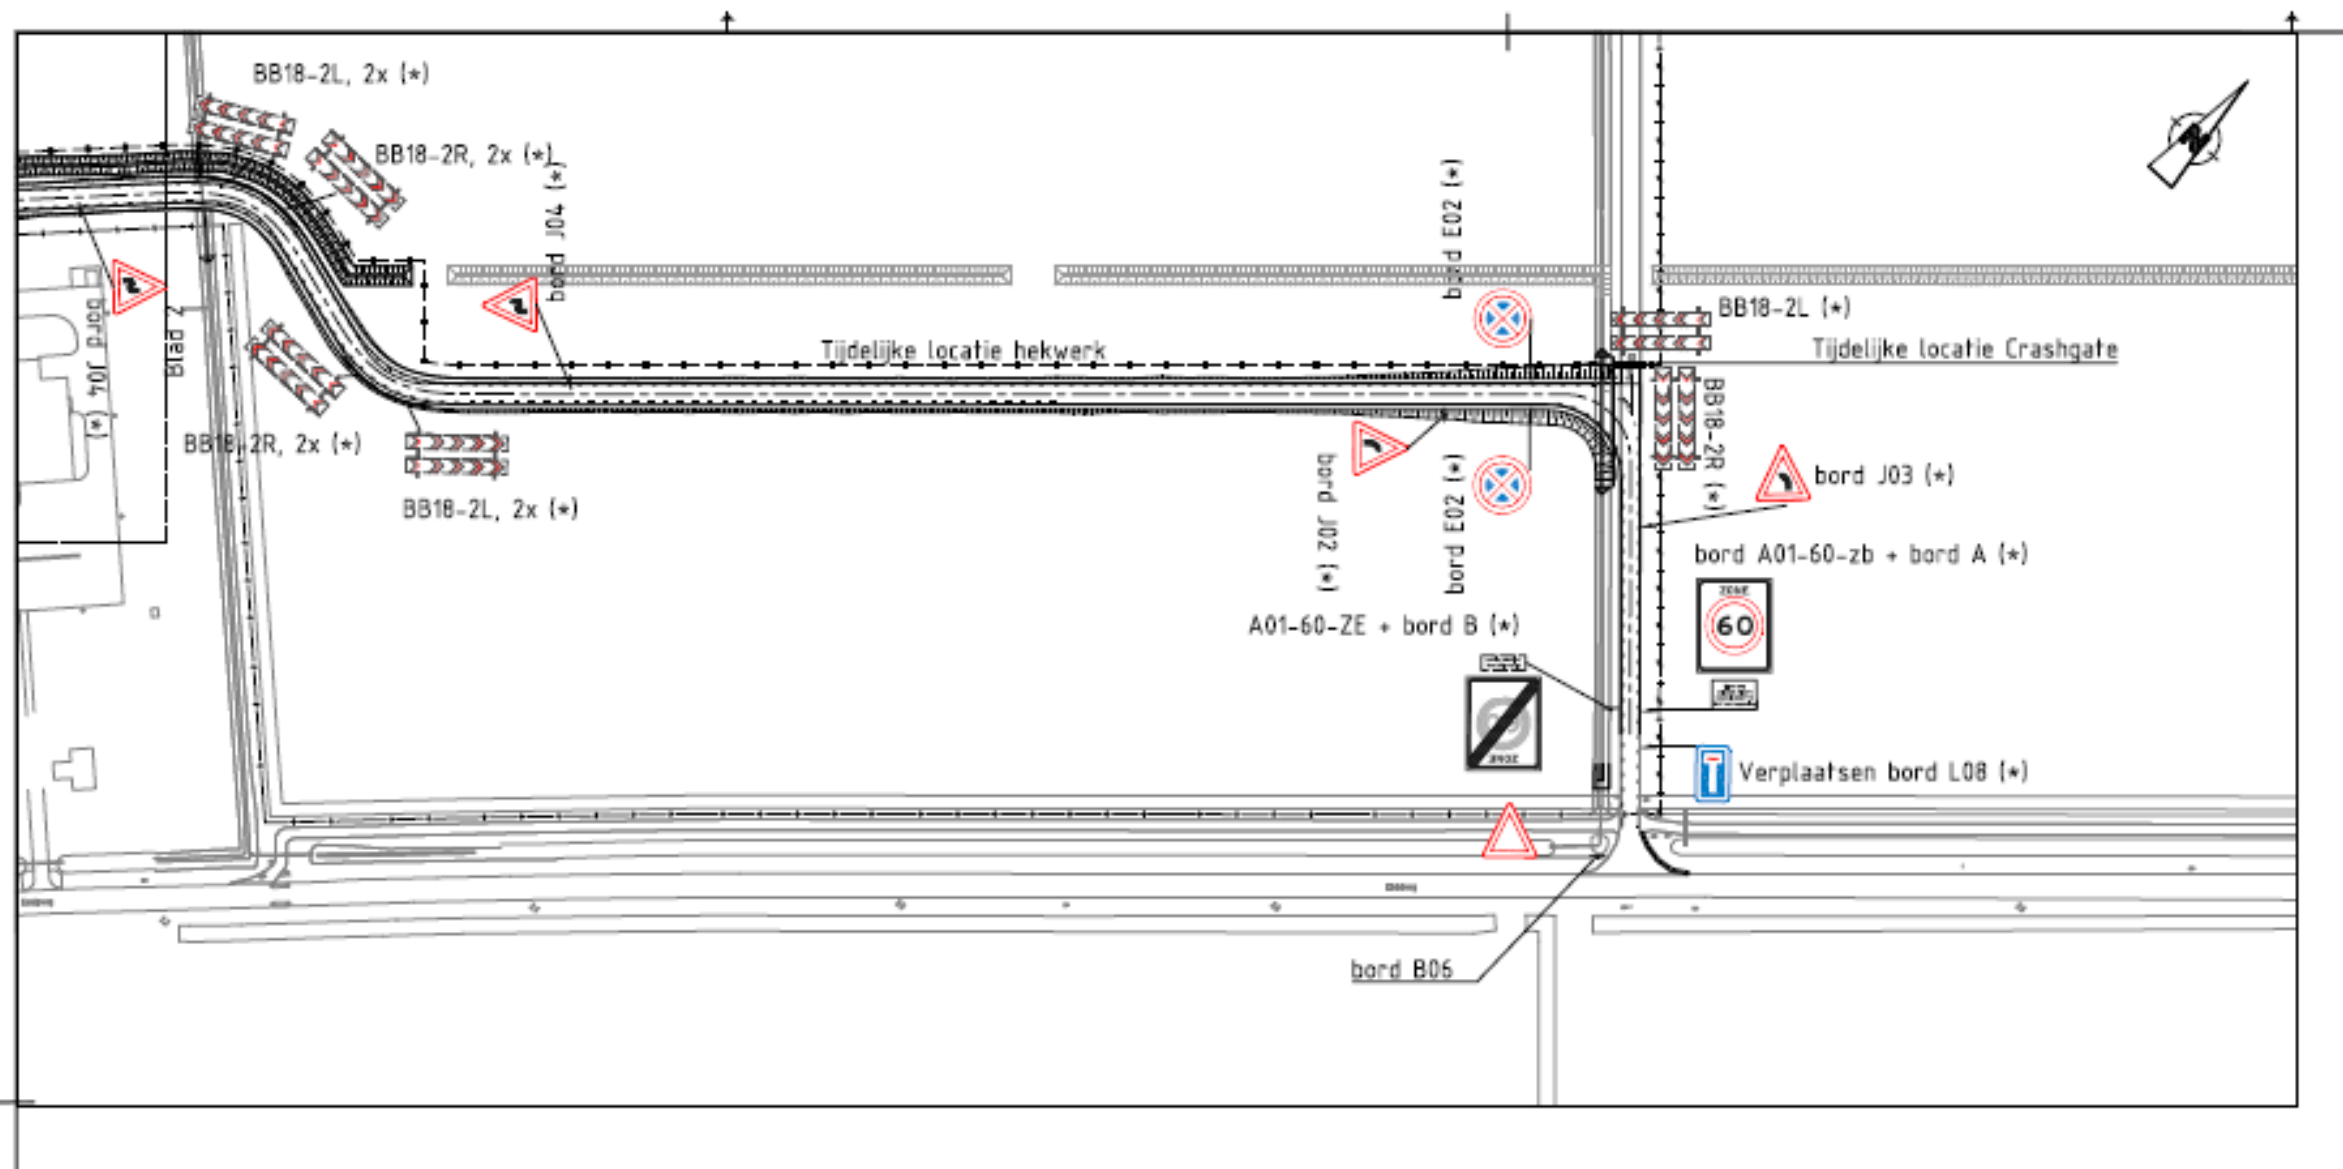 BB18-2L, 2x (*)
BB18-2R, 2x (*)
bord J04 (*)
bord E02 (*)
N
BB18-2L (*)
Tijdelijke locatie hekwerk
Tijdelijke locatie Crashgate
Blad 2
bord J04 (*)
BB18-2R (*)
BB18-2R, 2x (*)
BB18-2L, 2x (*)
bord J02 (*)
bord E02 (*)
bord J03 (*)
bord A01-60-zb + bord A (*)
ZONE
60
A01-60-ZE + bord B (*)
ZONE
Verplaatsen bord L08 (*)
bord B06